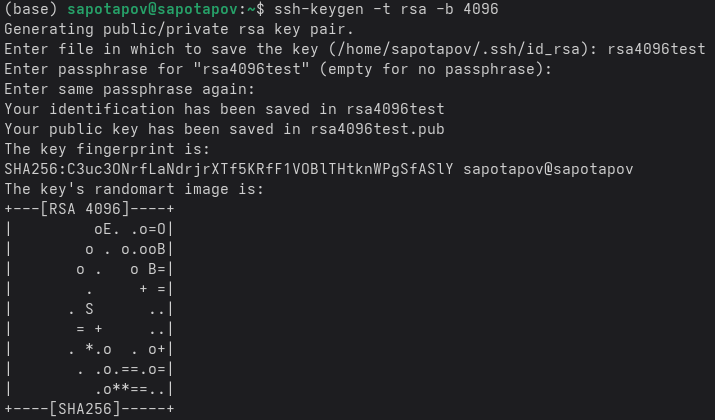 (base) sapotapov@sapotapov:~$ ssh-keygen -t rsa -b 4096
Generating public/private rsa key pair.
Enter file in which to save the key (/home/sapotapov/.ssh/id_rsa): rsa4096test
Enter passphrase for "rsa4096test" (empty for no passphrase):
Enter same passphrase again:
Your identification has been saved in rsa4096test
Your public key has been saved in rsa4096test.pub
The key fingerprint is:
SHA256:C3uc3ONrfLaNdrjrXTf5KRfF1VOBlTHtknWPgSfASlY sapotapov@sapotapov
The key's randomart image is:
+---[RSA 4096]----+
|         oE. .o=O|
|        o . o.ooB|
|       o .   o B=|
|        .     + =|
|      . S      ..|
|       = +     ..|
|      . *.o  . o+|
|       . .o.==.o=|
|         .o**==..|
+----[SHA256]-----+